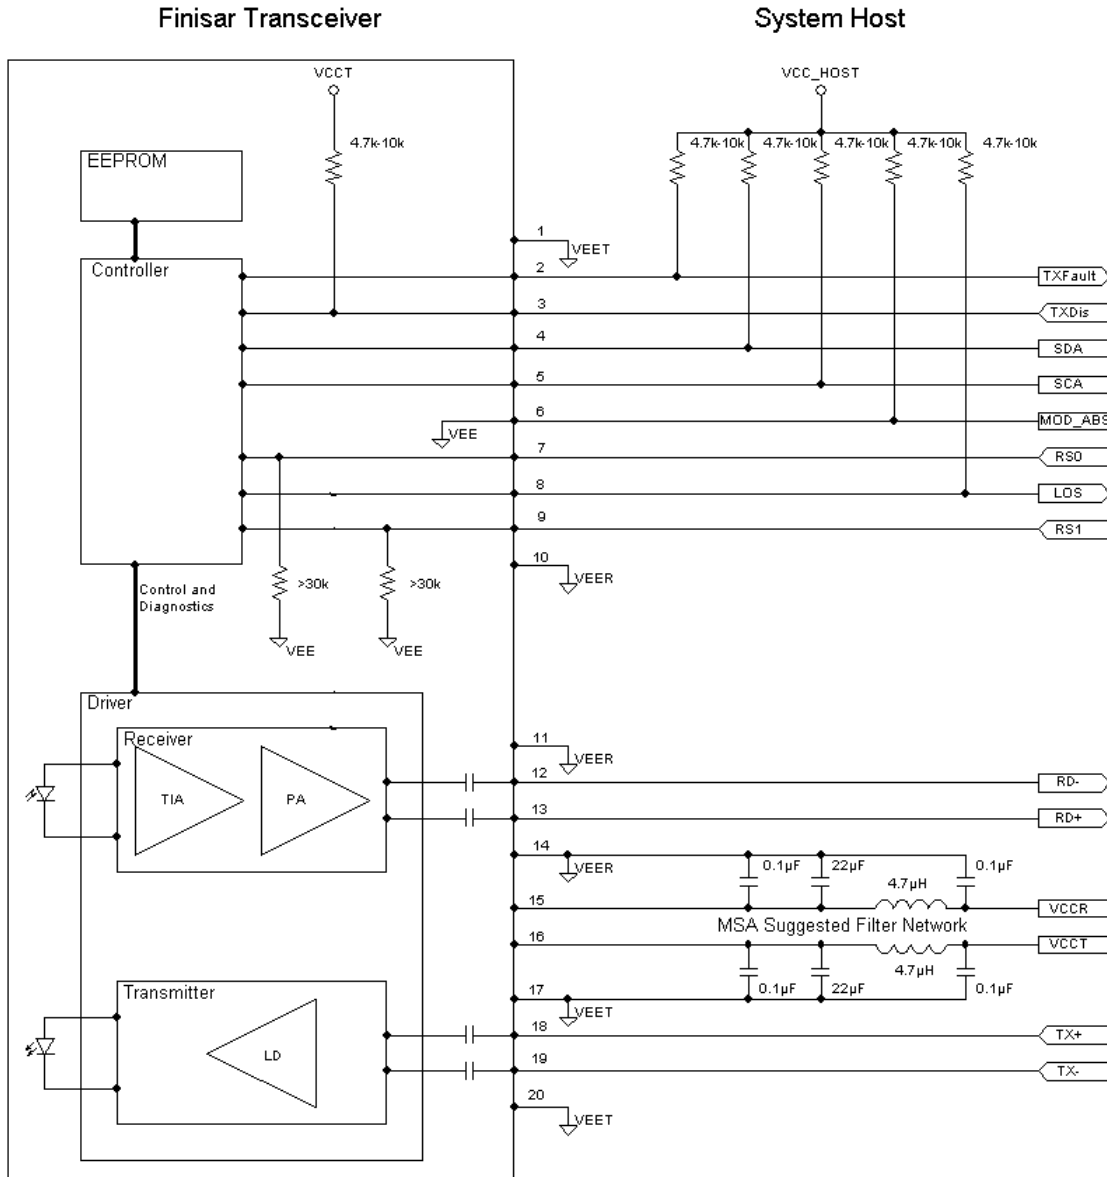 Finisar Transceiver
System Host
VCCT
VCC_HOST
4.7k-10k
4.7k-10k
4.7k-10k
4.7k-10k
4.7k-10k
4.7k-10k
EEPROM
1
VEET
Controller
2
TXFault
3
TXDis
4
SDA
5
SCA
6
MOD_ABS
VEE
7
RS0
8
LOS
9
RS1
10
VEER
>30k
>30k
Control and
Diagnostics
VEE
VEE
Driver
Receiver
TIA
PA
11
VEER
12
RD-
13
RD+
14
VEER
0.1µF
22µF
4.7µH
0.1µF
15
VCCR
MSA Suggested Filter Network
16
VCCT
4.7µH
0.1µF
22µF
0.1µF
17
VEET
Transmitter
LD
18
TX+
19
TX-
20
VEET